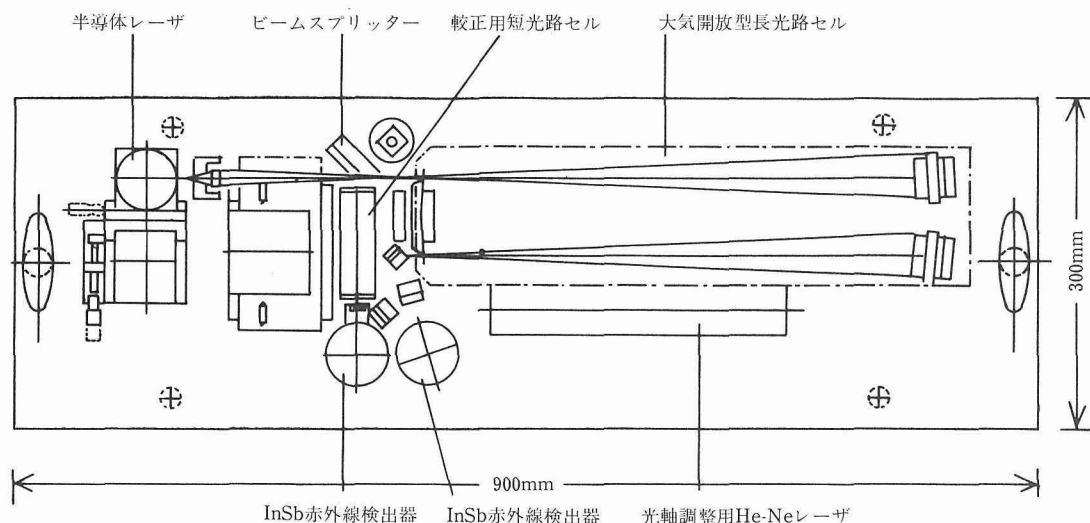 半導体レーザ
ビームスプリッター
較正用短光路セル
大気開放型長光路セル
300mm
900mm
InSb赤外線検出器
InSb赤外線検出器
光軸調整用He-Neレーザ